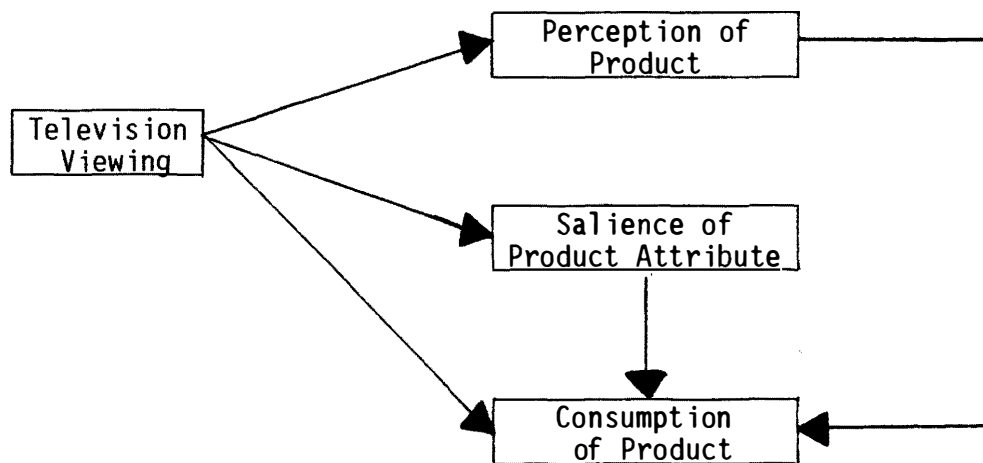 Perception of
Product
Television
Viewing
Salience of
Product Attribute
Consumption
of Product